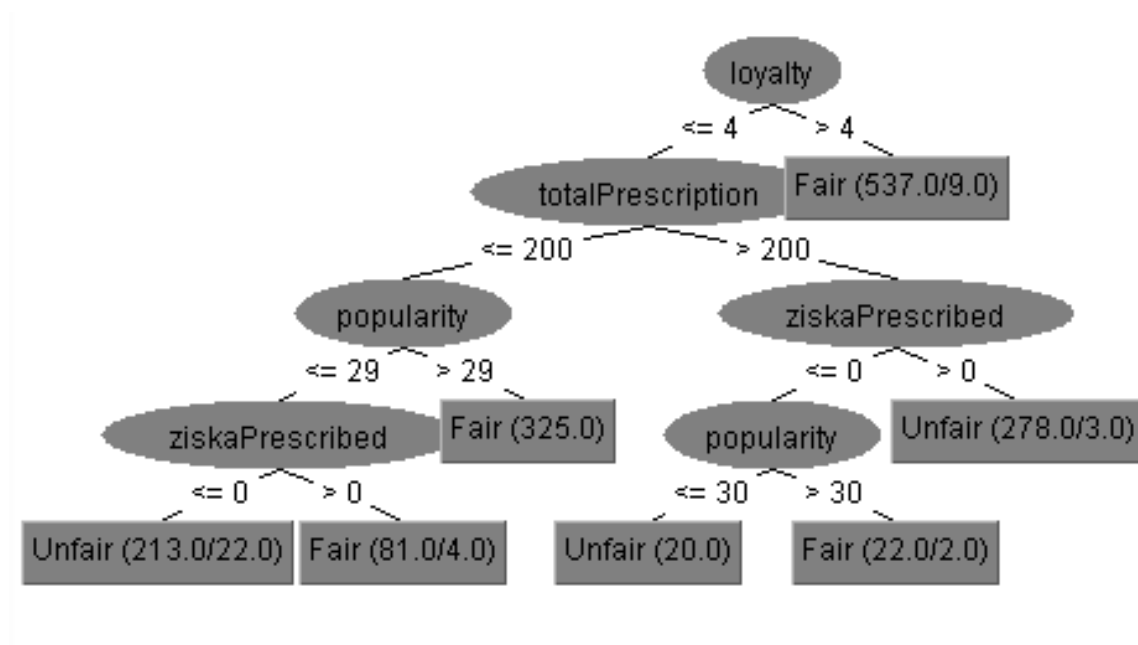 loyalty
<= 4 > 4
totalPrescription Fair (537.0/9.0)
<= 200 > 200
popularity ziskaPrescribed
<= 29 > 29 <= 0 > 0
ziskaPrescribed Fair (325.0) popularity Unfair (278.0/3.0)
<= 0 > 0 <= 30 > 30
Unfair (213.0/22.0) Fair (81.0/4.0) Unfair (20.0) Fair (22.0/2.0)